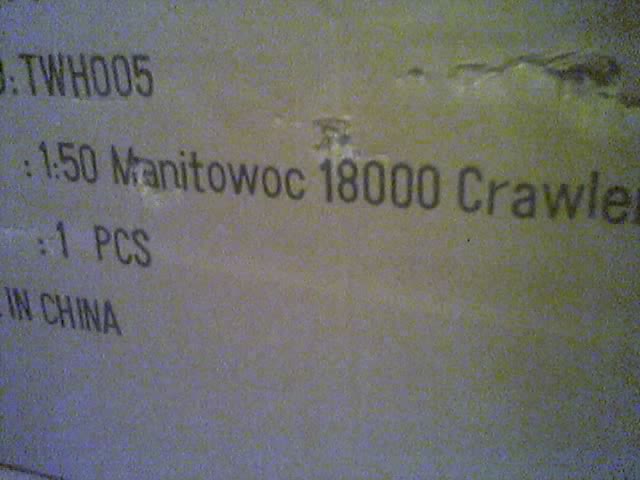 : TWH005
: 1:50 Manitowoc 18000 Crawler
: 1 PCS
IN CHINA